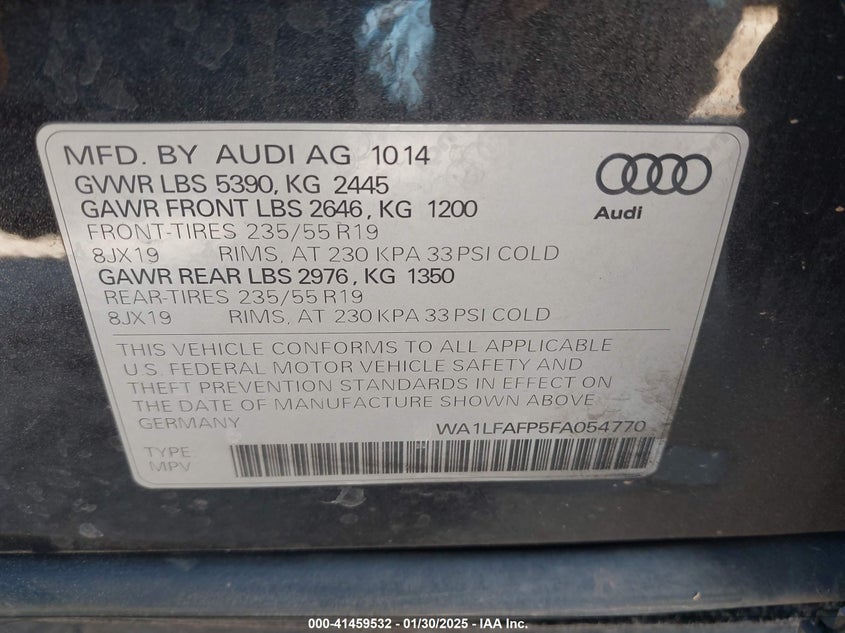 MFD. BY AUDI AG 10 14
GVWR LBS 5390, KG 2445
GAWR FRONT LBS 2646, KG 1200
FRONT-TIRES 235/55 R19
8JX19 RIMS, AT 230 KPA 33 PSI COLD
GAWR REAR LBS 2976, KG 1350
REAR-TIRES 235/55 R19
8JX19 RIMS, AT 230 KPA 33 PSI COLD
Audi
THIS VEHICLE CONFORMS TO ALL APPLICABLE
U.S. FEDERAL MOTOR VEHICLE SAFETY AND
THEFT PREVENTION STANDARDS IN EFFECT ON
THE DATE OF MANUFACTURE SHOWN ABOVE
GERMANY WA1LFAFP5FA054770
TYPE
MPV
000-41459532 - 01/30/2025 - IAA Inc.